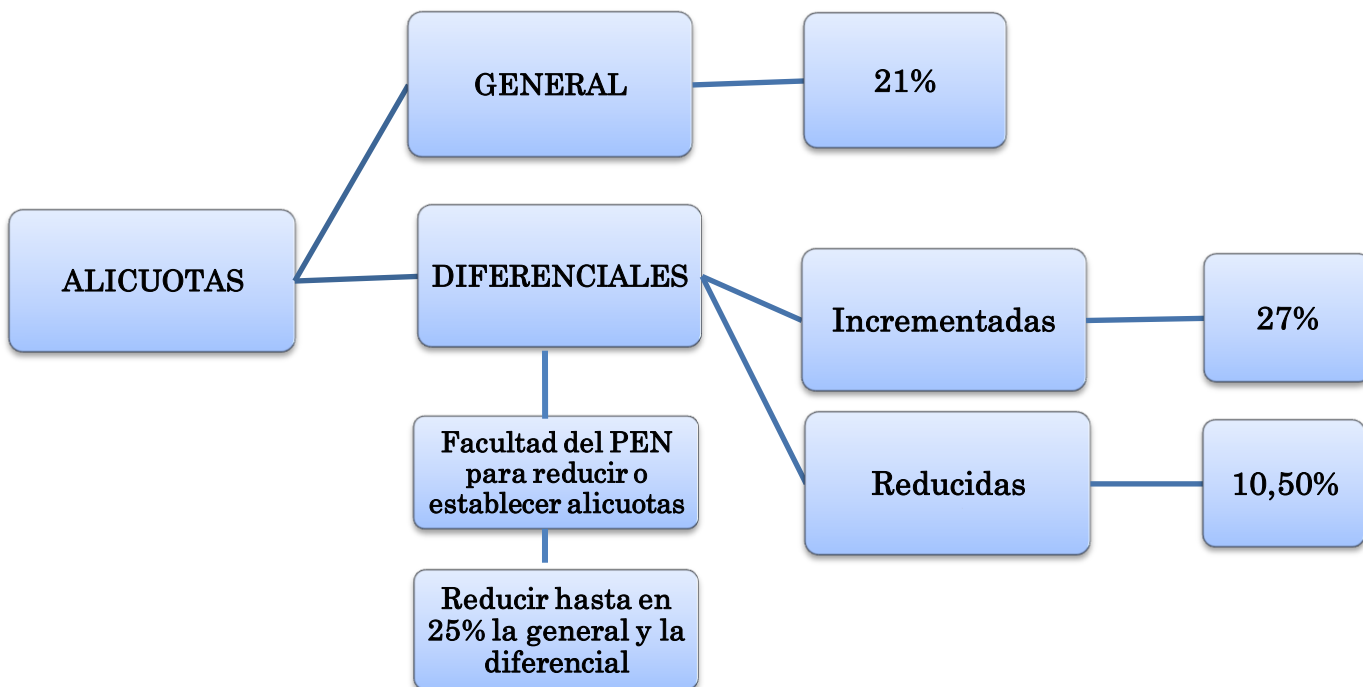 GENERAL
21%
ALICUOTAS
DIFERENCIALES
Incrementadas
27%
Facultad del PEN
para reducir o
establecer alicuotas
Reducidas
10,50%
Reducir hasta en
25% la general y la
diferencial